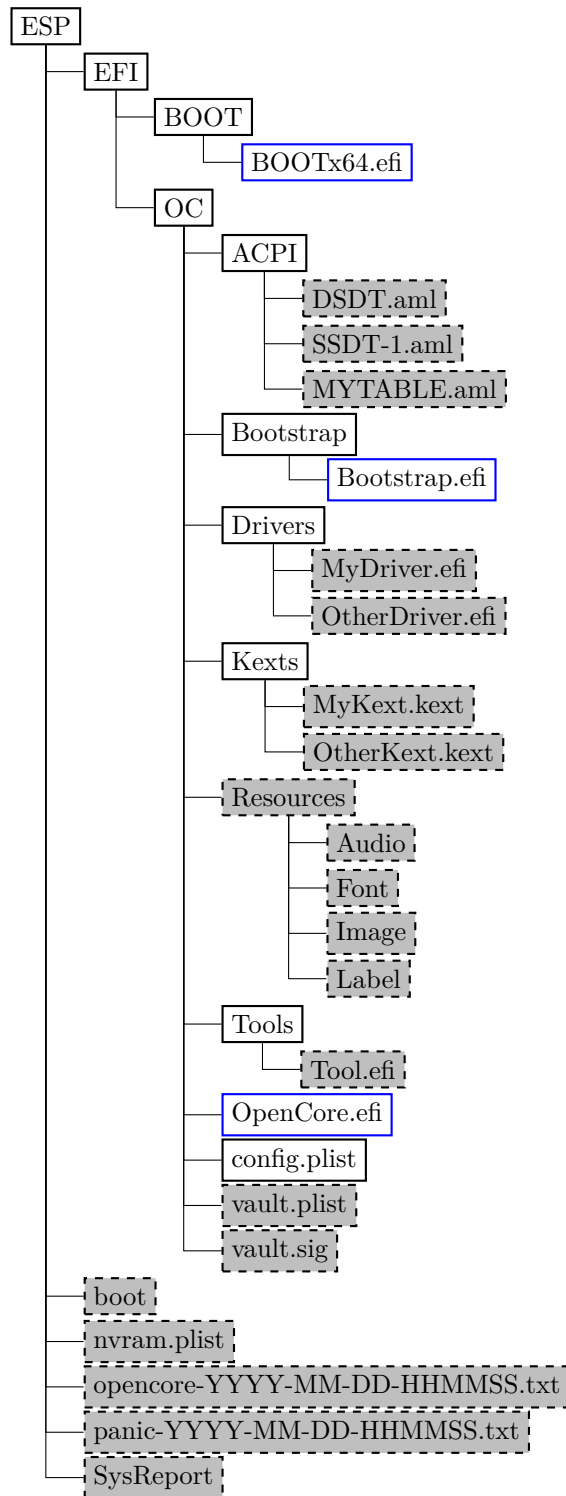 ESP
EFI
BOOT
BOOTx64.efi
OC
ACPI
DSDT.aml
SSDT-1.aml
MYTABLE.aml
Bootstrap
Bootstrap.efi
Drivers
MyDriver.efi
OtherDriver.efi
Kexts
MyKext.kext
OtherKext.kext
Resources
Audio
Font
Image
Label
Tools
Tool.efi
OpenCore.efi
config.plist
vault.plist
vault.sig
boot
nvram.plist
opencore-YYYY-MM-DD-HHMMSS.txt
panic-YYYY-MM-DD-HHMMSS.txt
SysReport